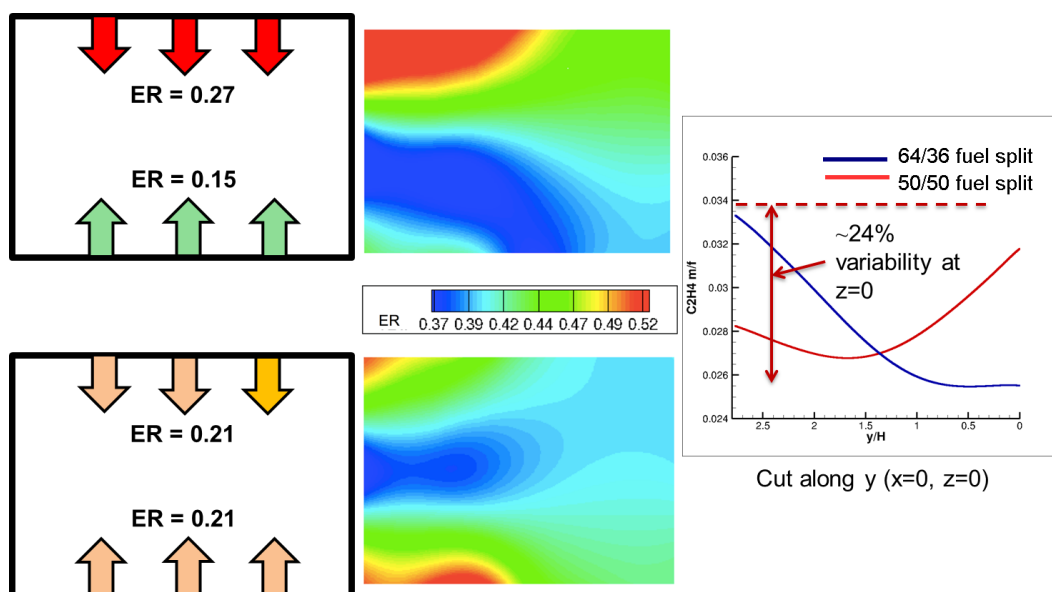 ER = 0.27
ER = 0.15
ER
0.37 0.39 0.42 0.44 0.47 0.49 0.52
ER = 0.21
ER = 0.21
64/36 fuel split
50/50 fuel split
~24%
variability at
z=0
C2H4 m/f
0.036
0.034
0.032
0.03
0.028
0.026
0.024
2.5 2 1.5 1 0.5 0
y/H
Cut along y (x=0, z=0)